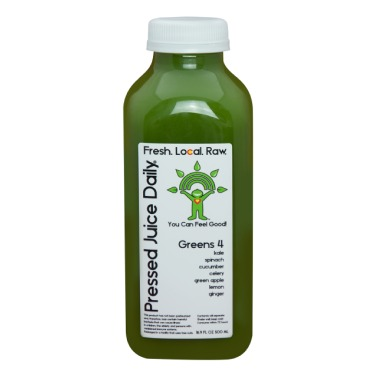 Fresh. Local. Raw.
Pressed Juice Daily.
You Can Feel Good!
Greens 4
kale
spinach
cucumber
celery
green apple
lemon
ginger
16.9 FL OZ 500 ML